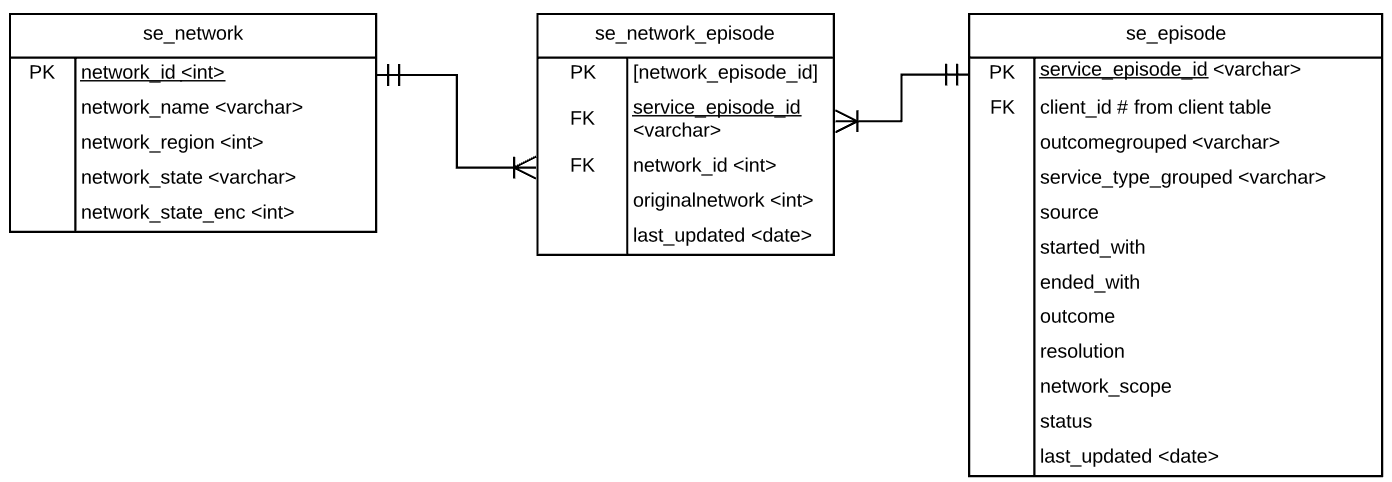 se_network
PK network_id <int>
network_name <varchar>
network_region <int>
network_state <varchar>
network_state_enc <int>
se_network_episode
PK [network_episode_id]
FK service_episode_id
<varchar>
FK network_id <int>
originalnetwork <int>
last_updated <date>
se_episode
PK service_episode_id <varchar>
FK client_id # from client table
outcomegrouped <varchar>
service_type_grouped <varchar>
source
started_with
ended_with
outcome
resolution
network_scope
status
last_updated <date>